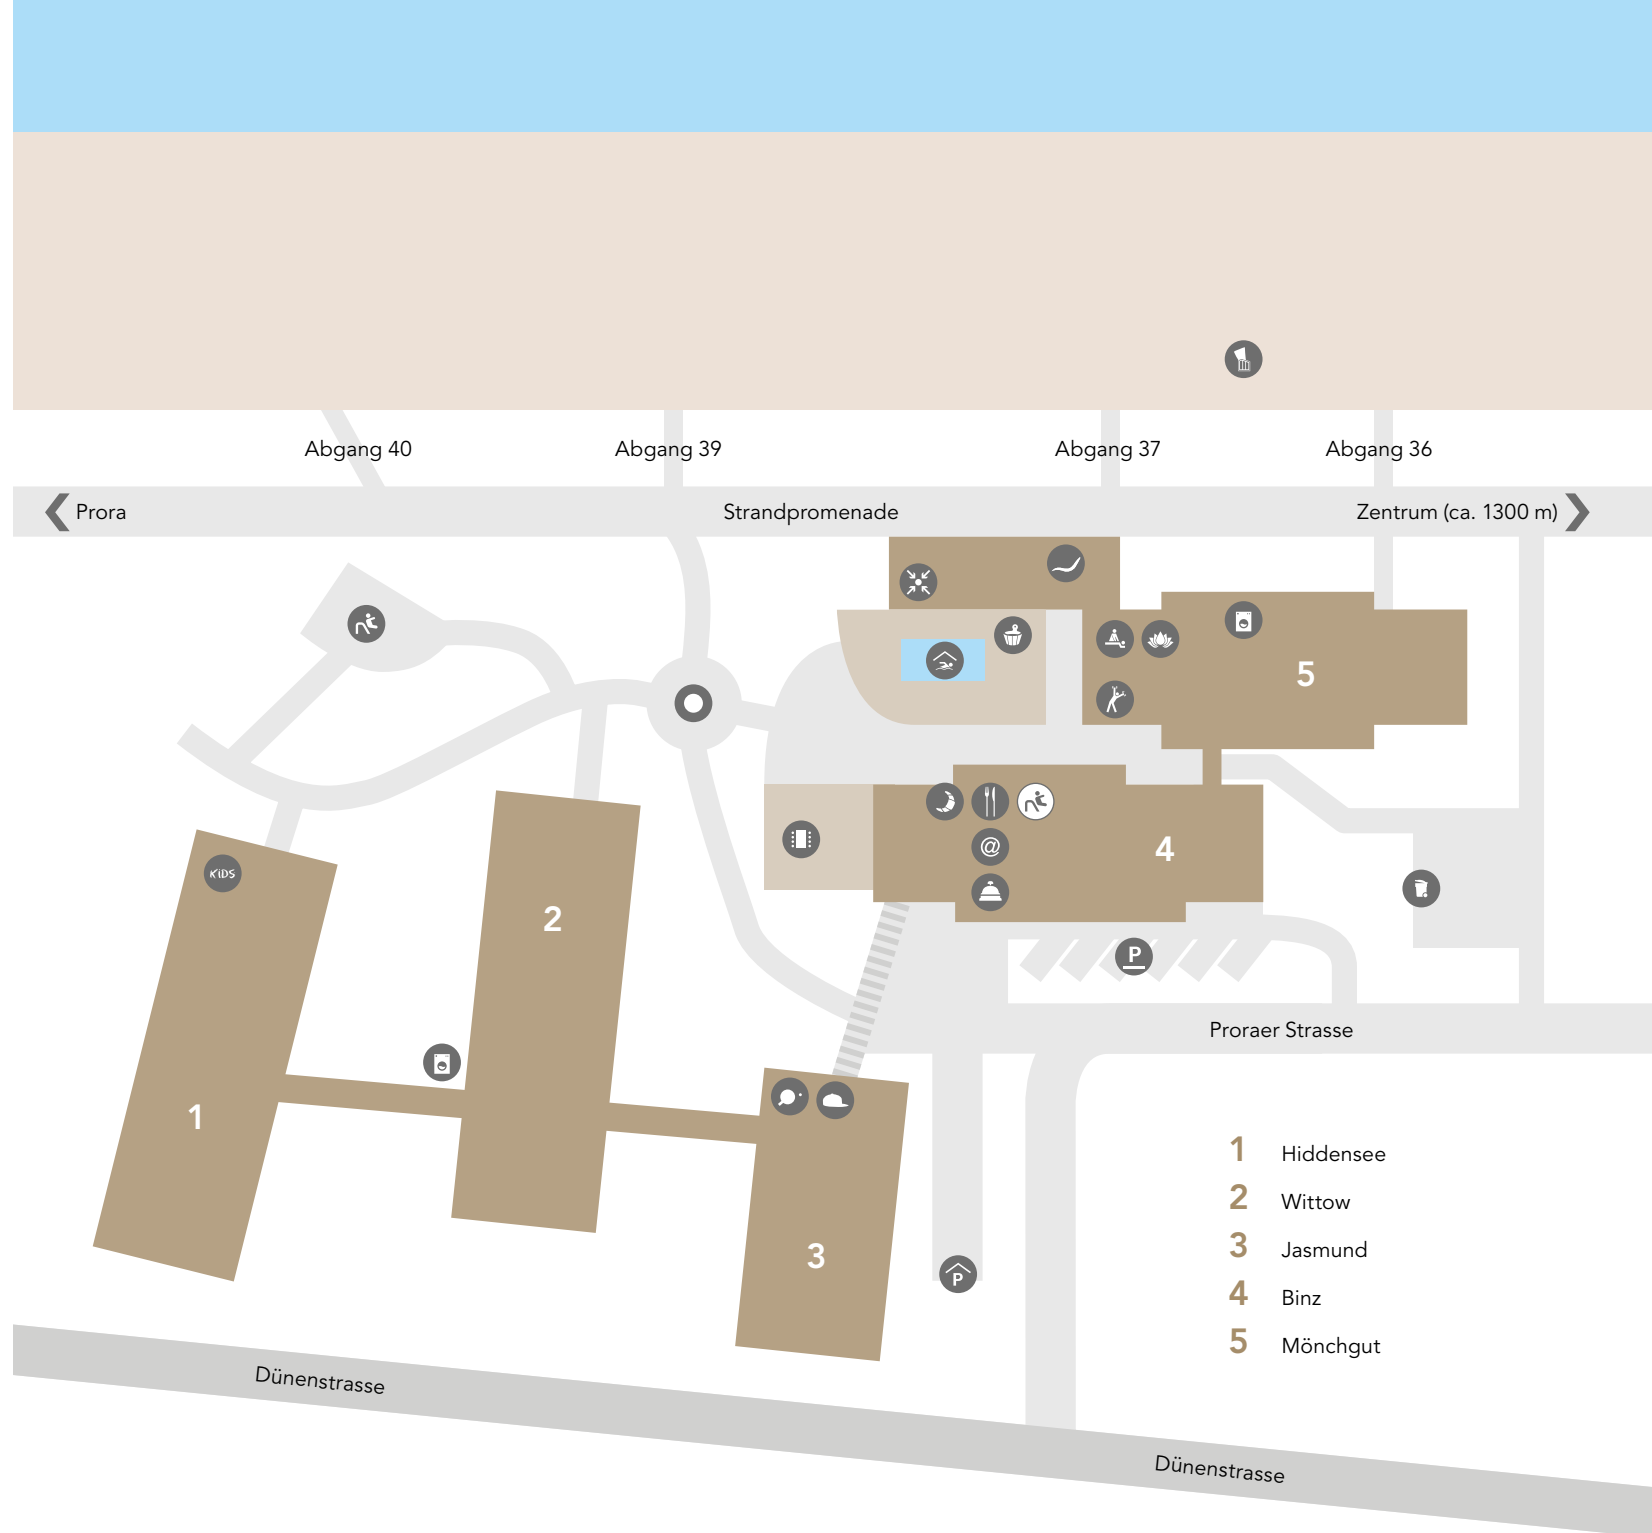 Abgang 40
Abgang 39
Abgang 37
Abgang 36
Prora
Strandpromenade
Zentrum (ca. 1300 m)
5
@
4
KiDS
2
P
Proraer Strasse
1
3
P
1 Hiddensee
2 Wittow
3 Jasmund
4 Binz
5 Mönchgut
Dünenstrasse
Dünenstrasse